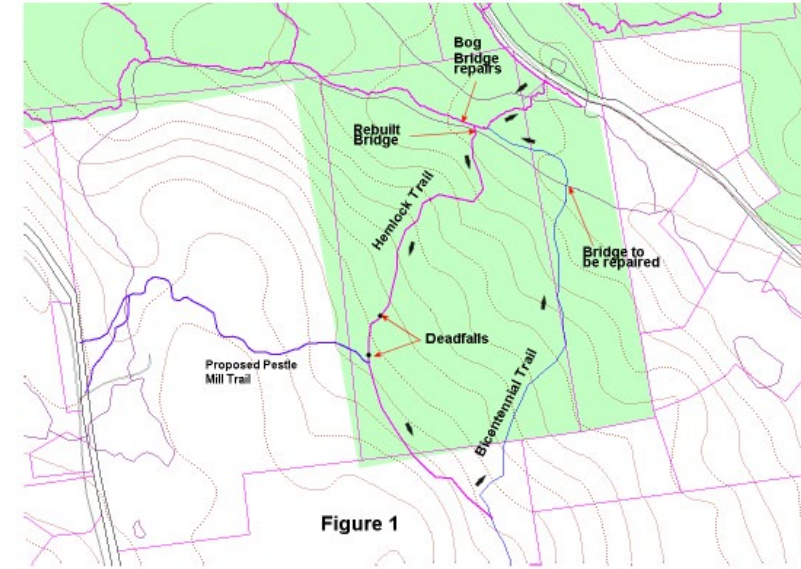 Bog
Bridge
repairs
Rebuilt
Bridge
Hemlock Trail
Bridge to
be repaired
Deadfalls
Proposed Pestle
Mill Trail
Bicentennial Trail
Figure 1